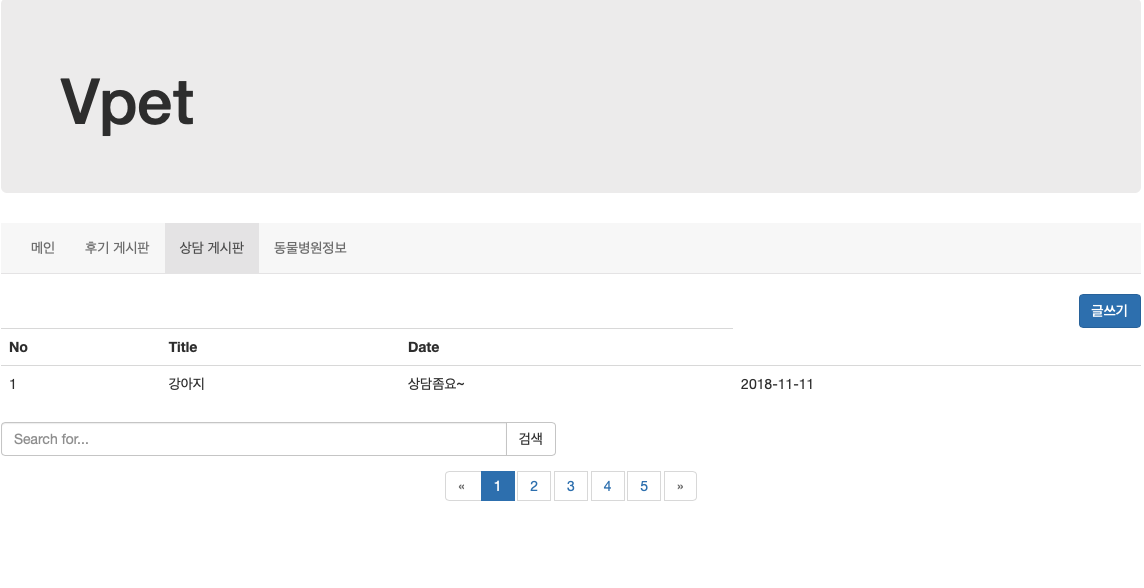 Vpet
메인 후기 게시판 상담 게시판 동물병원정보
글쓰기
No Title Date
1 강아지 상담좀요~ 2018-11-11
Search for... 검색
« 1 2 3 4 5 »